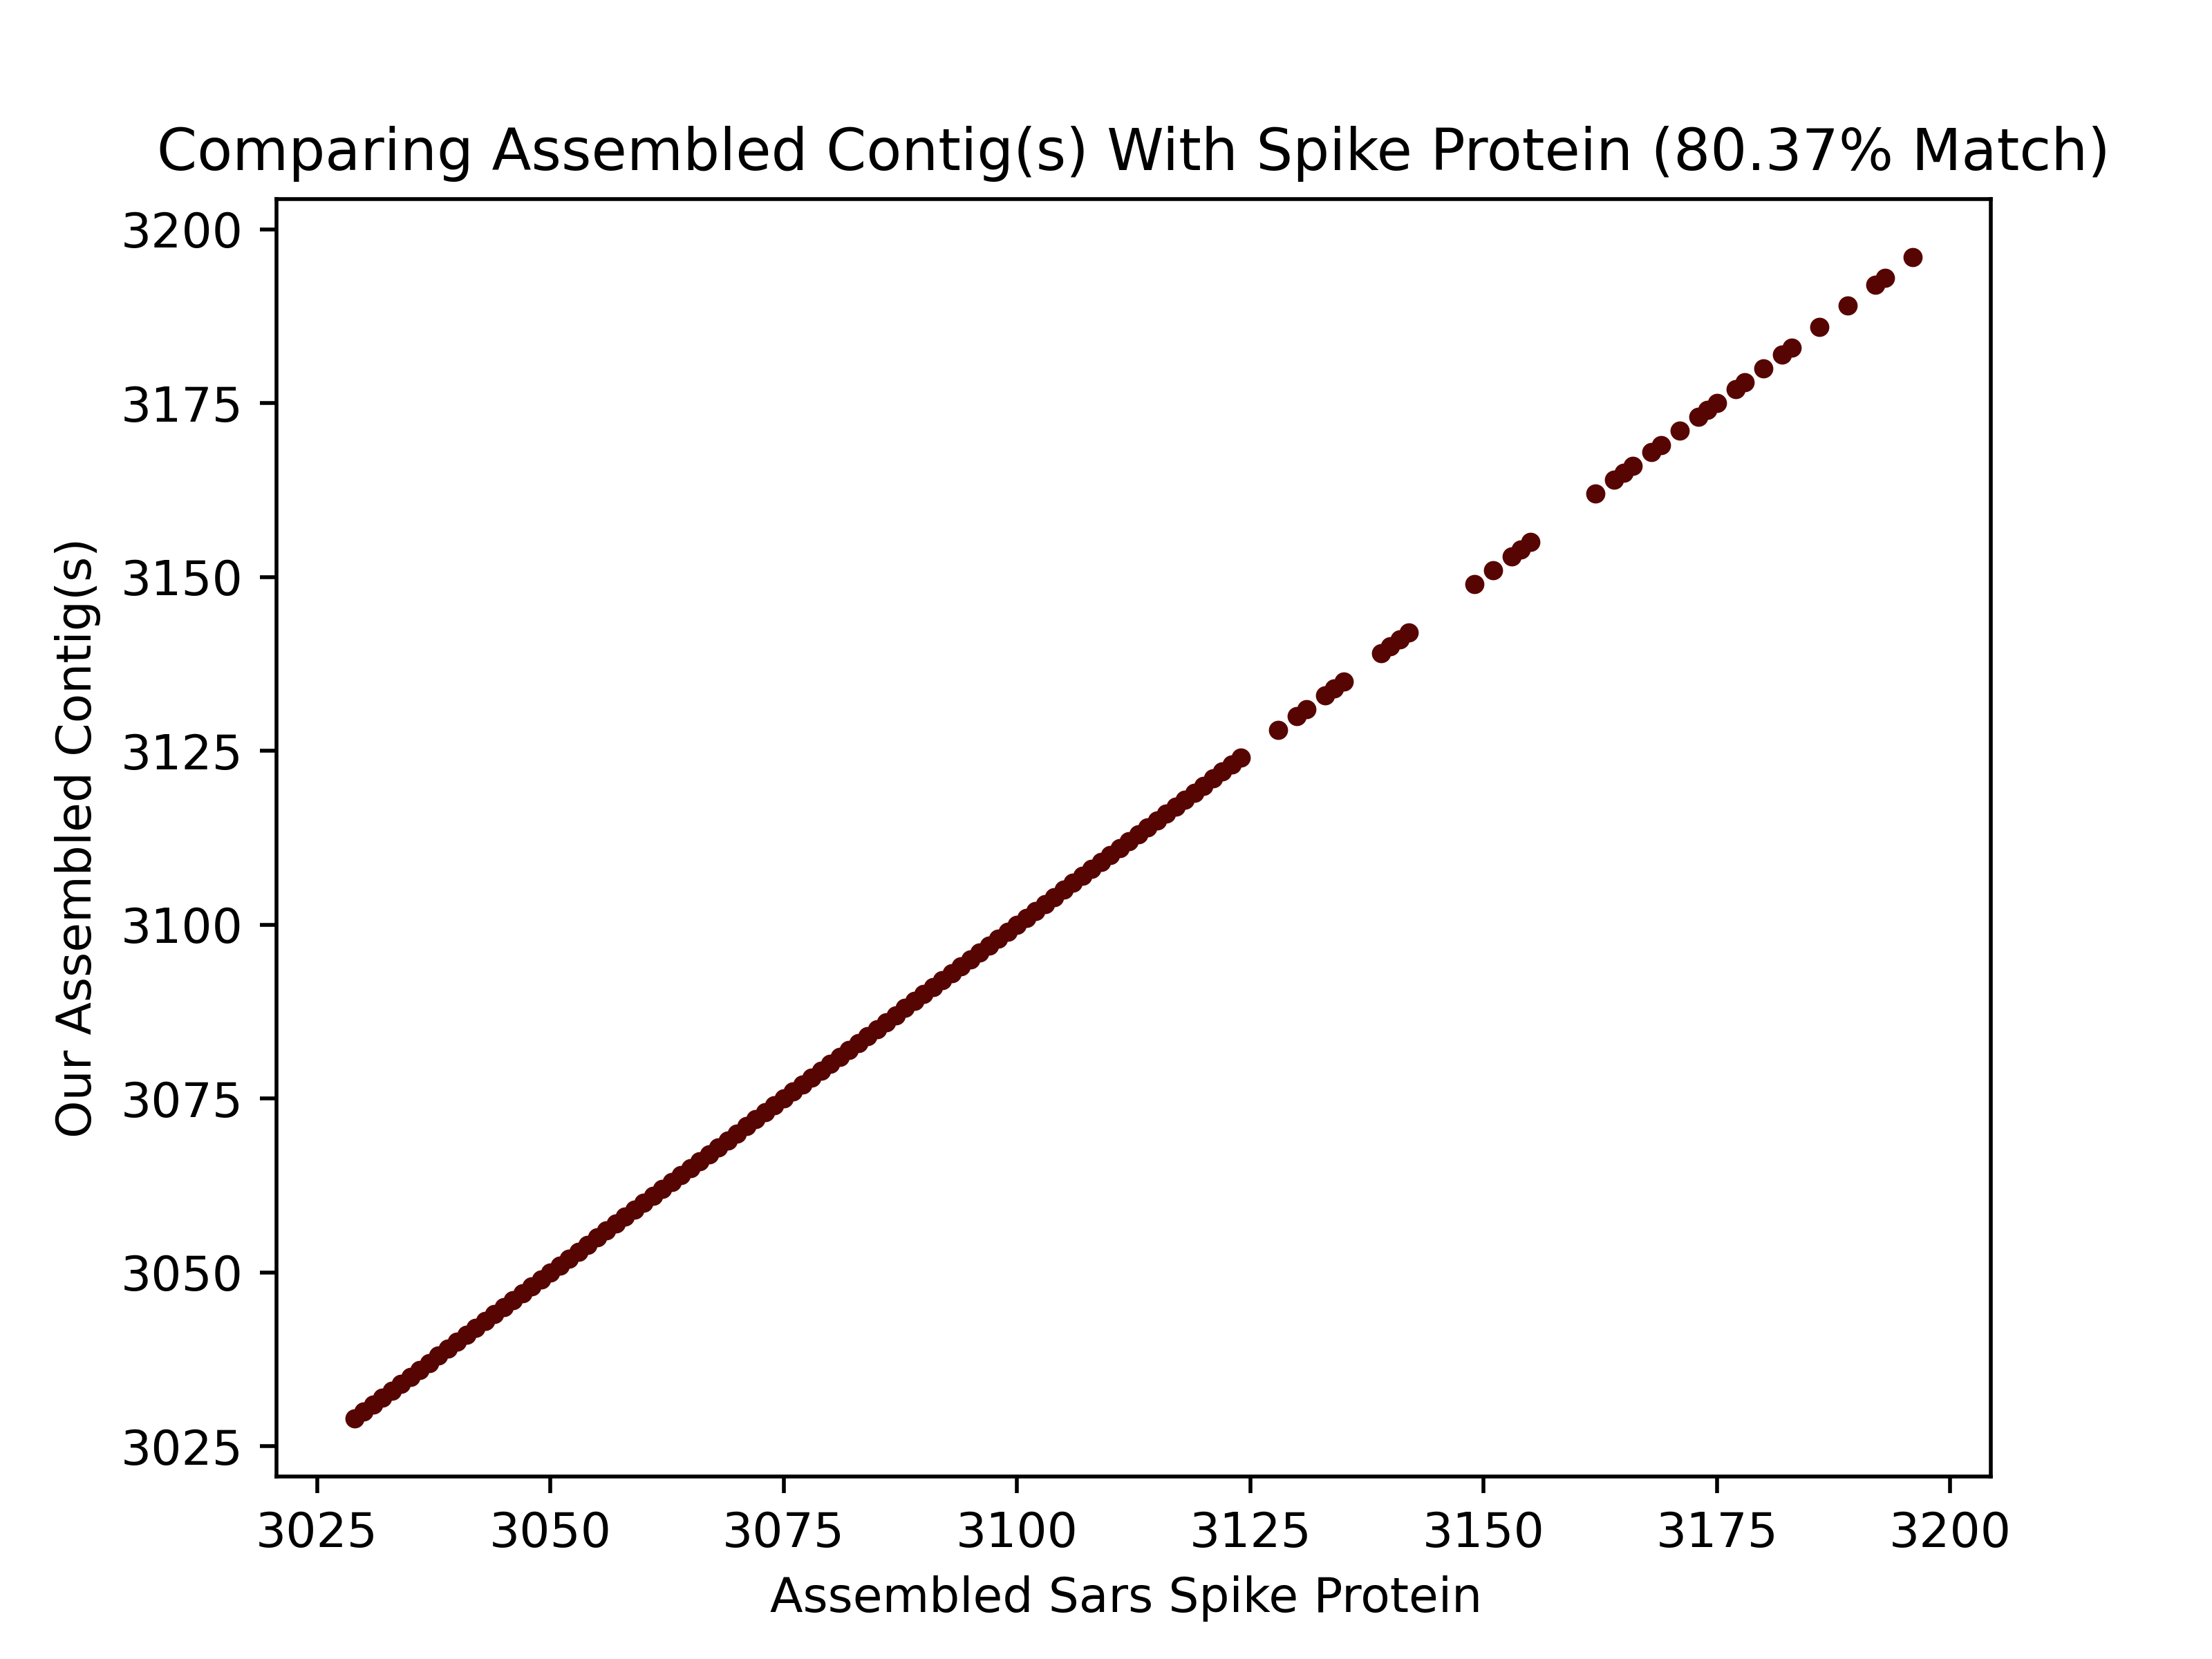 Comparing Assembled Contig(s) With Spike Protein (80.37% Match)
3200
3175
3150
3125
3100
3075
3050
3025
Our Assembled Contig(s)
3025 3050 3075 3100 3125 3150 3175 3200
Assembled Sars Spike Protein